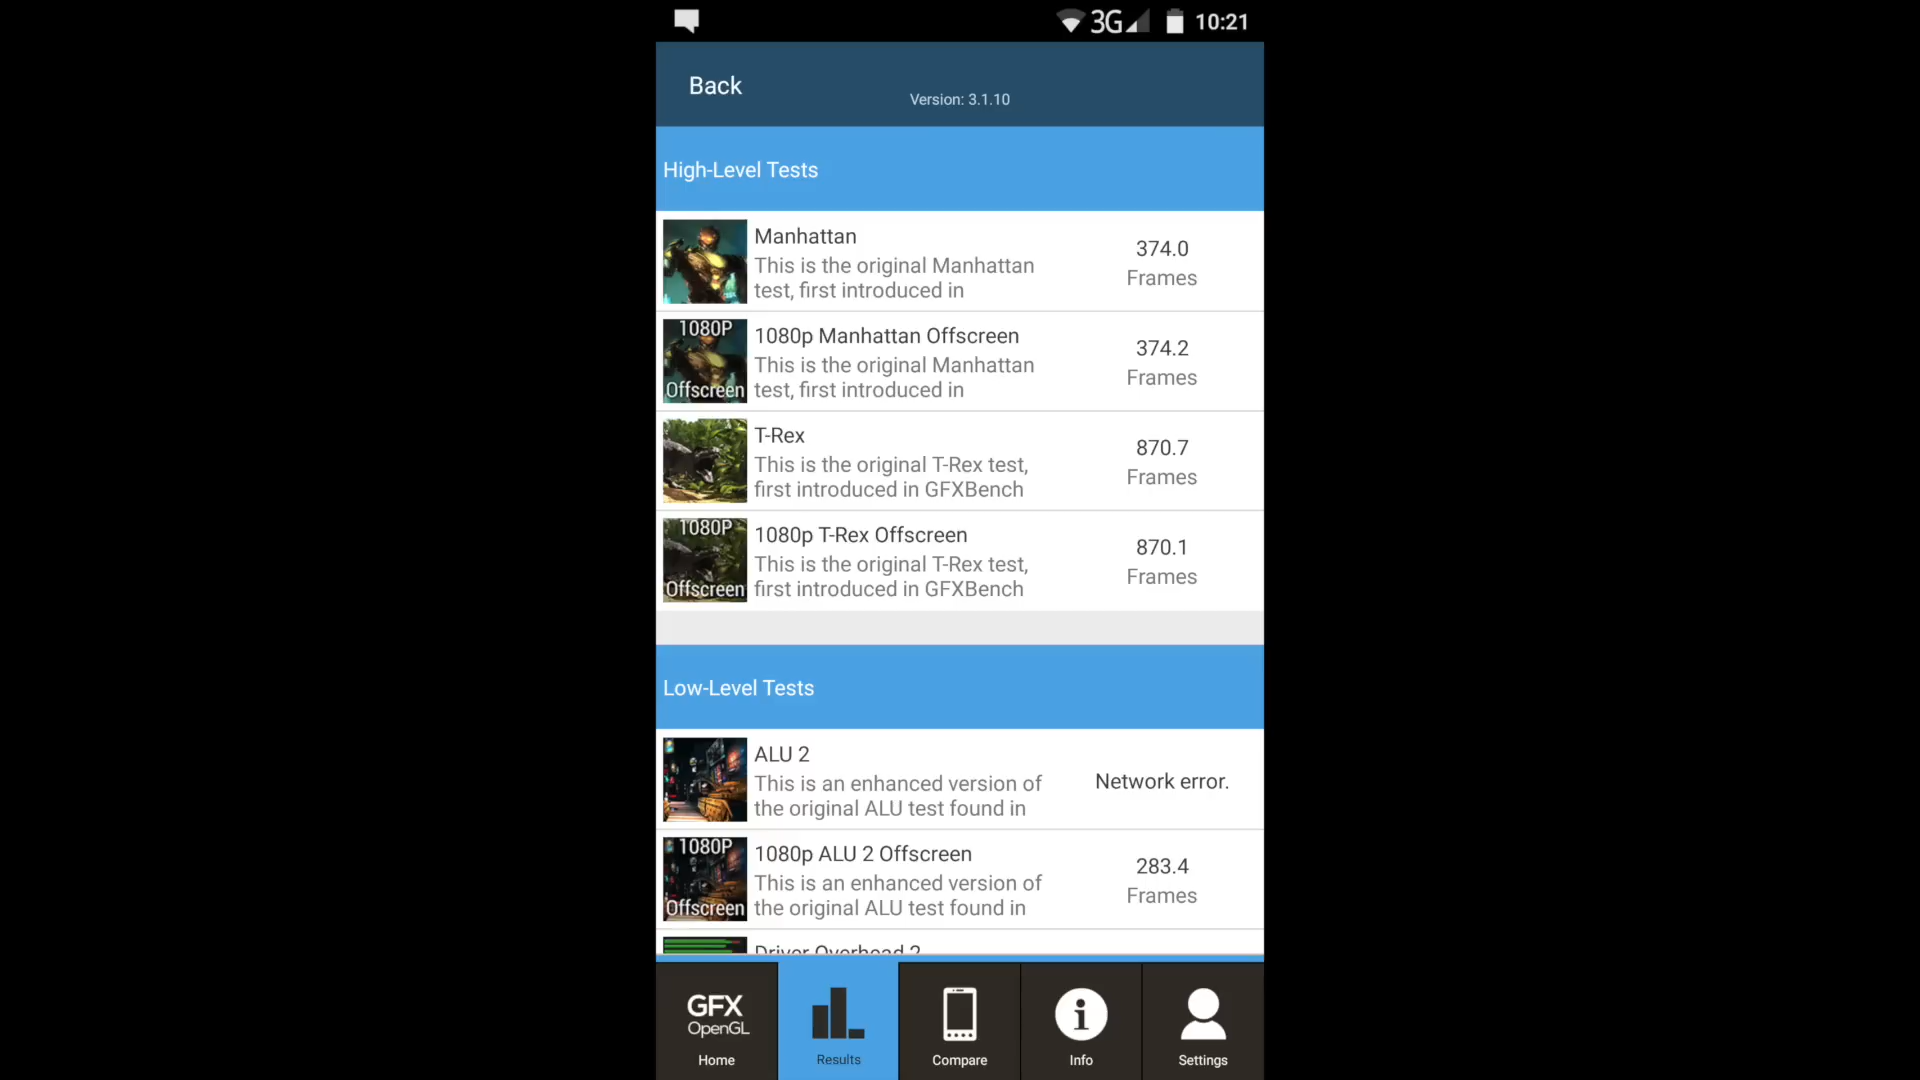 3G 10:21
Back
Version: 3.1.10
High-Level Tests
Manhattan
This is the original Manhattan
test, first introduced in
374.0
Frames
1080P
Offscreen
1080p Manhattan Offscreen
This is the original Manhattan
test, first introduced in
374.2
Frames
T-Rex
This is the original T-Rex test,
first introduced in GFXBench
870.7
Frames
1080P
Offscreen
1080p T-Rex Offscreen
This is the original T-Rex test,
first introduced in GFXBench
870.1
Frames
Low-Level Tests
ALU 2
This is an enhanced version of
the original ALU test found in
Network error.
1080P
Offscreen
1080p ALU 2 Offscreen
This is an enhanced version of
the original ALU test found in
283.4
Frames
Driver Overhead 2
GFX
OpenGL
Home
Results
Compare
Info
Settings